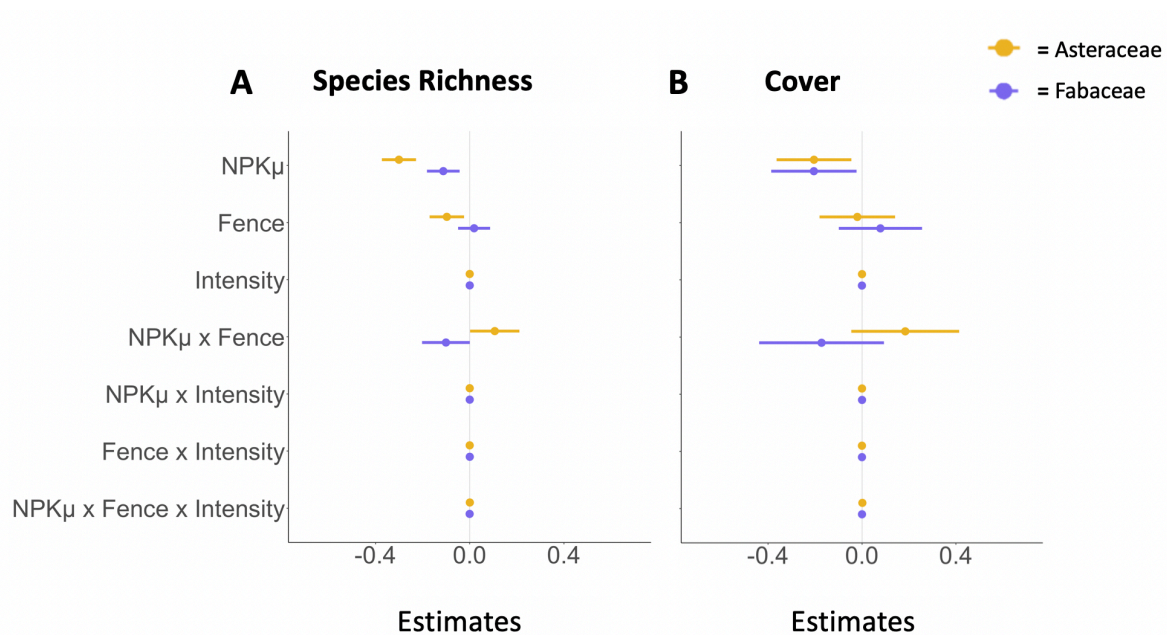 = Asteraceae
= Fabaceae
A Species Richness B Cover
NPKμ
Fence
Intensity
NPKμ x Fence
NPKμ x Intensity
Fence x Intensity
NPKμ x Fence x Intensity
-0.4 0.0 0.4 -0.4 0.0 0.4
Estimates Estimates